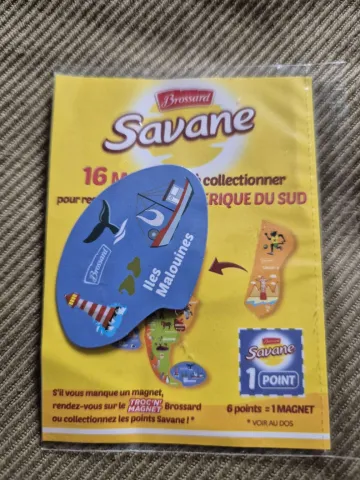 Brossard
Savane
16 M à collectionner
pour re RIQUE DU SUD
Brossard
Iles
Malouines
Savane
1 POINT
S'il vous manque un magnet,
rendez-vous sur le TROC'N' MAGNET Brossard
ou collectionnez les points Savane ! *
6 points = 1 MAGNET
* VOIR AU DOS